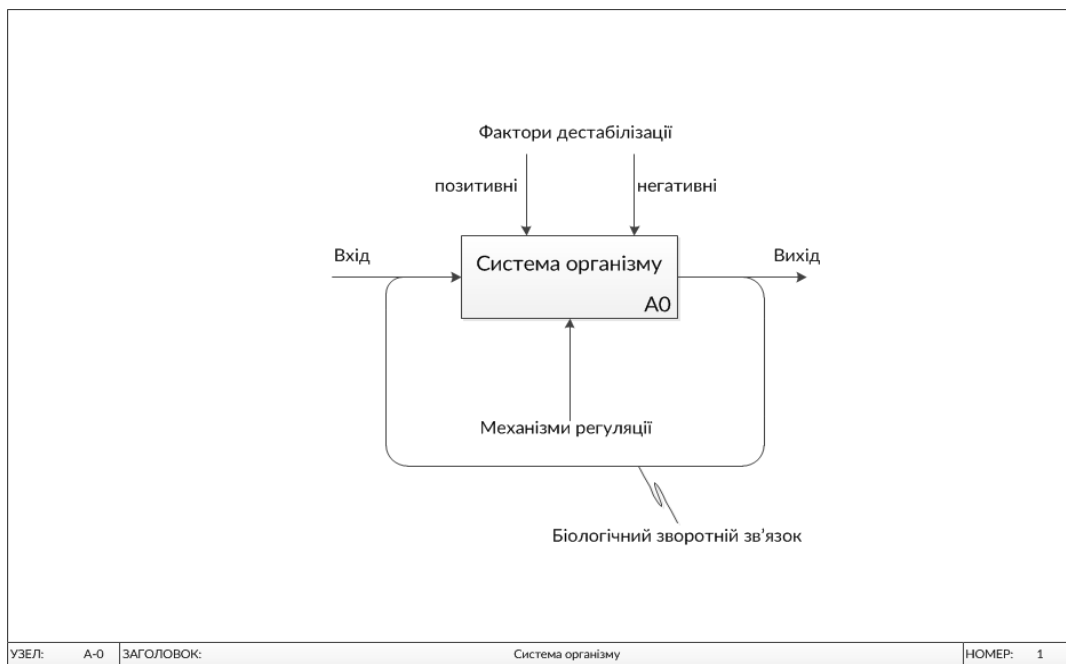 Фактори дестабілізації
позитивні
негативні
Вхід
Система організму
Вихід
A0
Механізми регуляції
Біологічний зворотній зв'язок
УЗЕЛ: A-0 ЗАГОЛОВОК: Система організму НОМЕР: 1